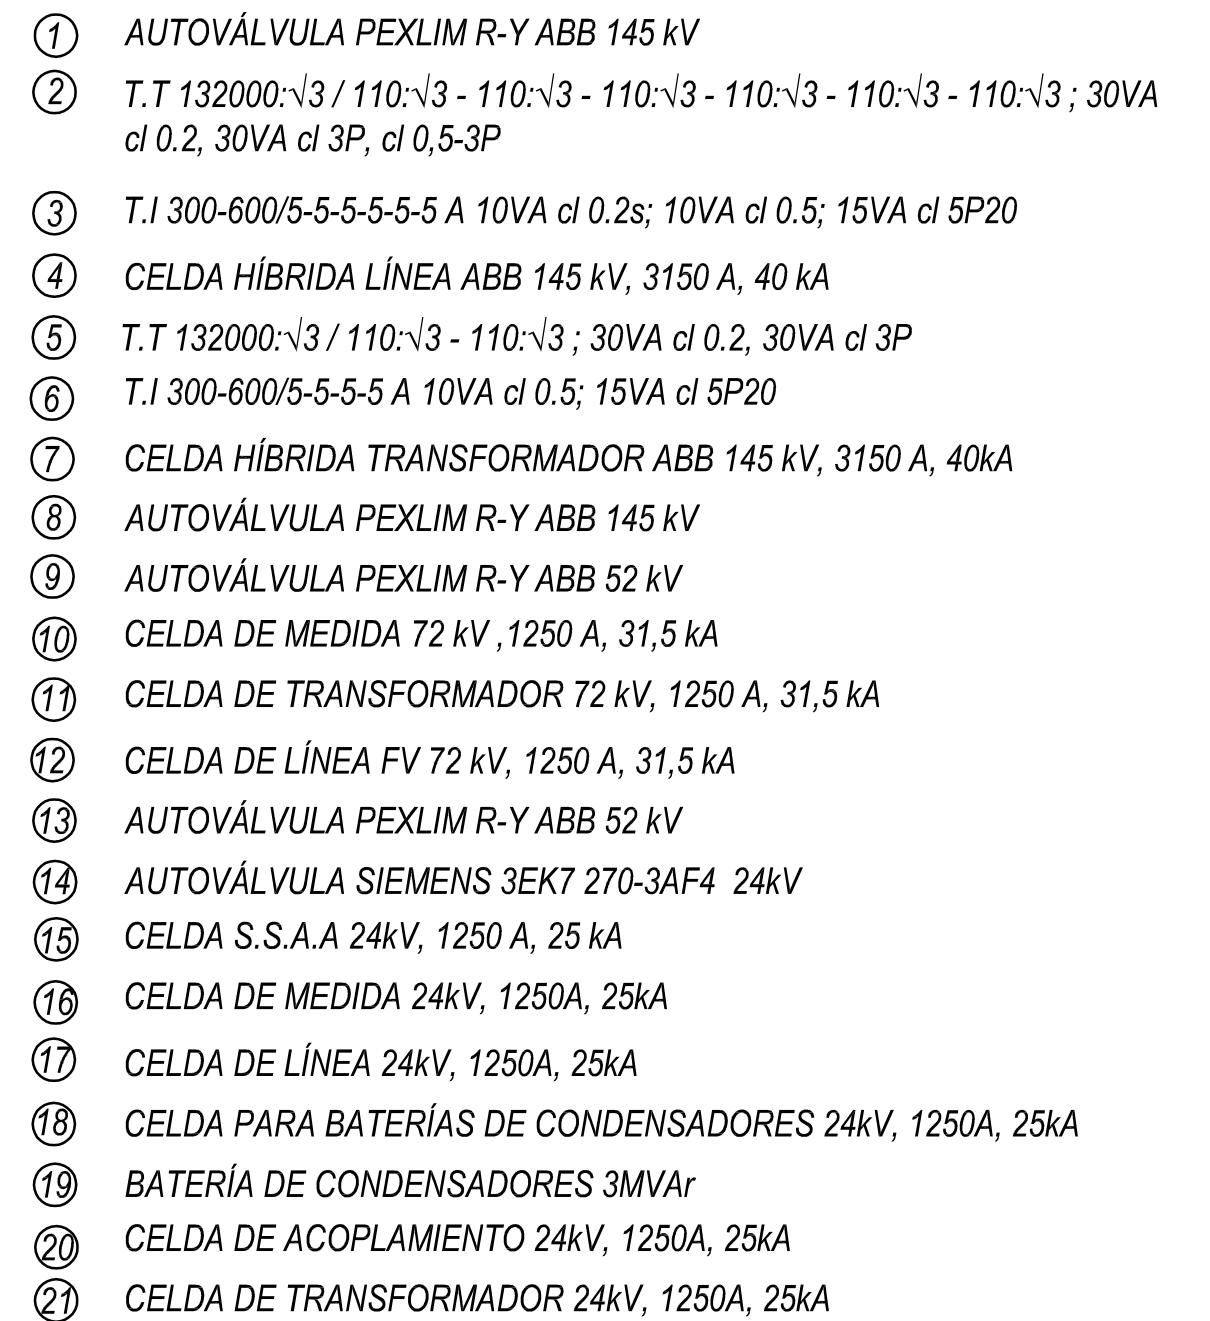 1 AUTOVÁLVULA PEXLIM R-Y ABB 145 kV
2 T.T 132000:√3 / 110:√3 - 110:√3 - 110:√3 - 110:√3 - 110:√3 - 110:√3 ; 30VA
cl 0.2, 30VA cl 3P, cl 0,5-3P
3 T.I 300-600/5-5-5-5-5-5 A 10VA cl 0.2s; 10VA cl 0.5; 15VA cl 5P20
4 CELDA HÍBRIDA LÍNEA ABB 145 kV, 3150 A, 40 kA
5 T.T 132000:√3 / 110:√3 - 110:√3 ; 30VA cl 0.2, 30VA cl 3P
6 T.I 300-600/5-5-5-5 A 10VA cl 0.5; 15VA cl 5P20
7 CELDA HÍBRIDA TRANSFORMADOR ABB 145 kV, 3150 A, 40kA
8 AUTOVÁLVULA PEXLIM R-Y ABB 145 kV
9 AUTOVÁLVULA PEXLIM R-Y ABB 52 kV
10 CELDA DE MEDIDA 72 kV ,1250 A, 31,5 kA
11 CELDA DE TRANSFORMADOR 72 kV, 1250 A, 31,5 kA
12 CELDA DE LÍNEA FV 72 kV, 1250 A, 31,5 kA
13 AUTOVÁLVULA PEXLIM R-Y ABB 52 kV
14 AUTOVÁLVULA SIEMENS 3EK7 270-3AF4 24kV
15 CELDA S.S.A.A 24kV, 1250 A, 25 kA
16 CELDA DE MEDIDA 24kV, 1250A, 25kA
17 CELDA DE LÍNEA 24kV, 1250A, 25kA
18 CELDA PARA BATERÍAS DE CONDENSADORES 24kV, 1250A, 25kA
19 BATERÍA DE CONDENSADORES 3MVAr
20 CELDA DE ACOPLAMIENTO 24kV, 1250A, 25kA
21 CELDA DE TRANSFORMADOR 24kV, 1250A, 25kA